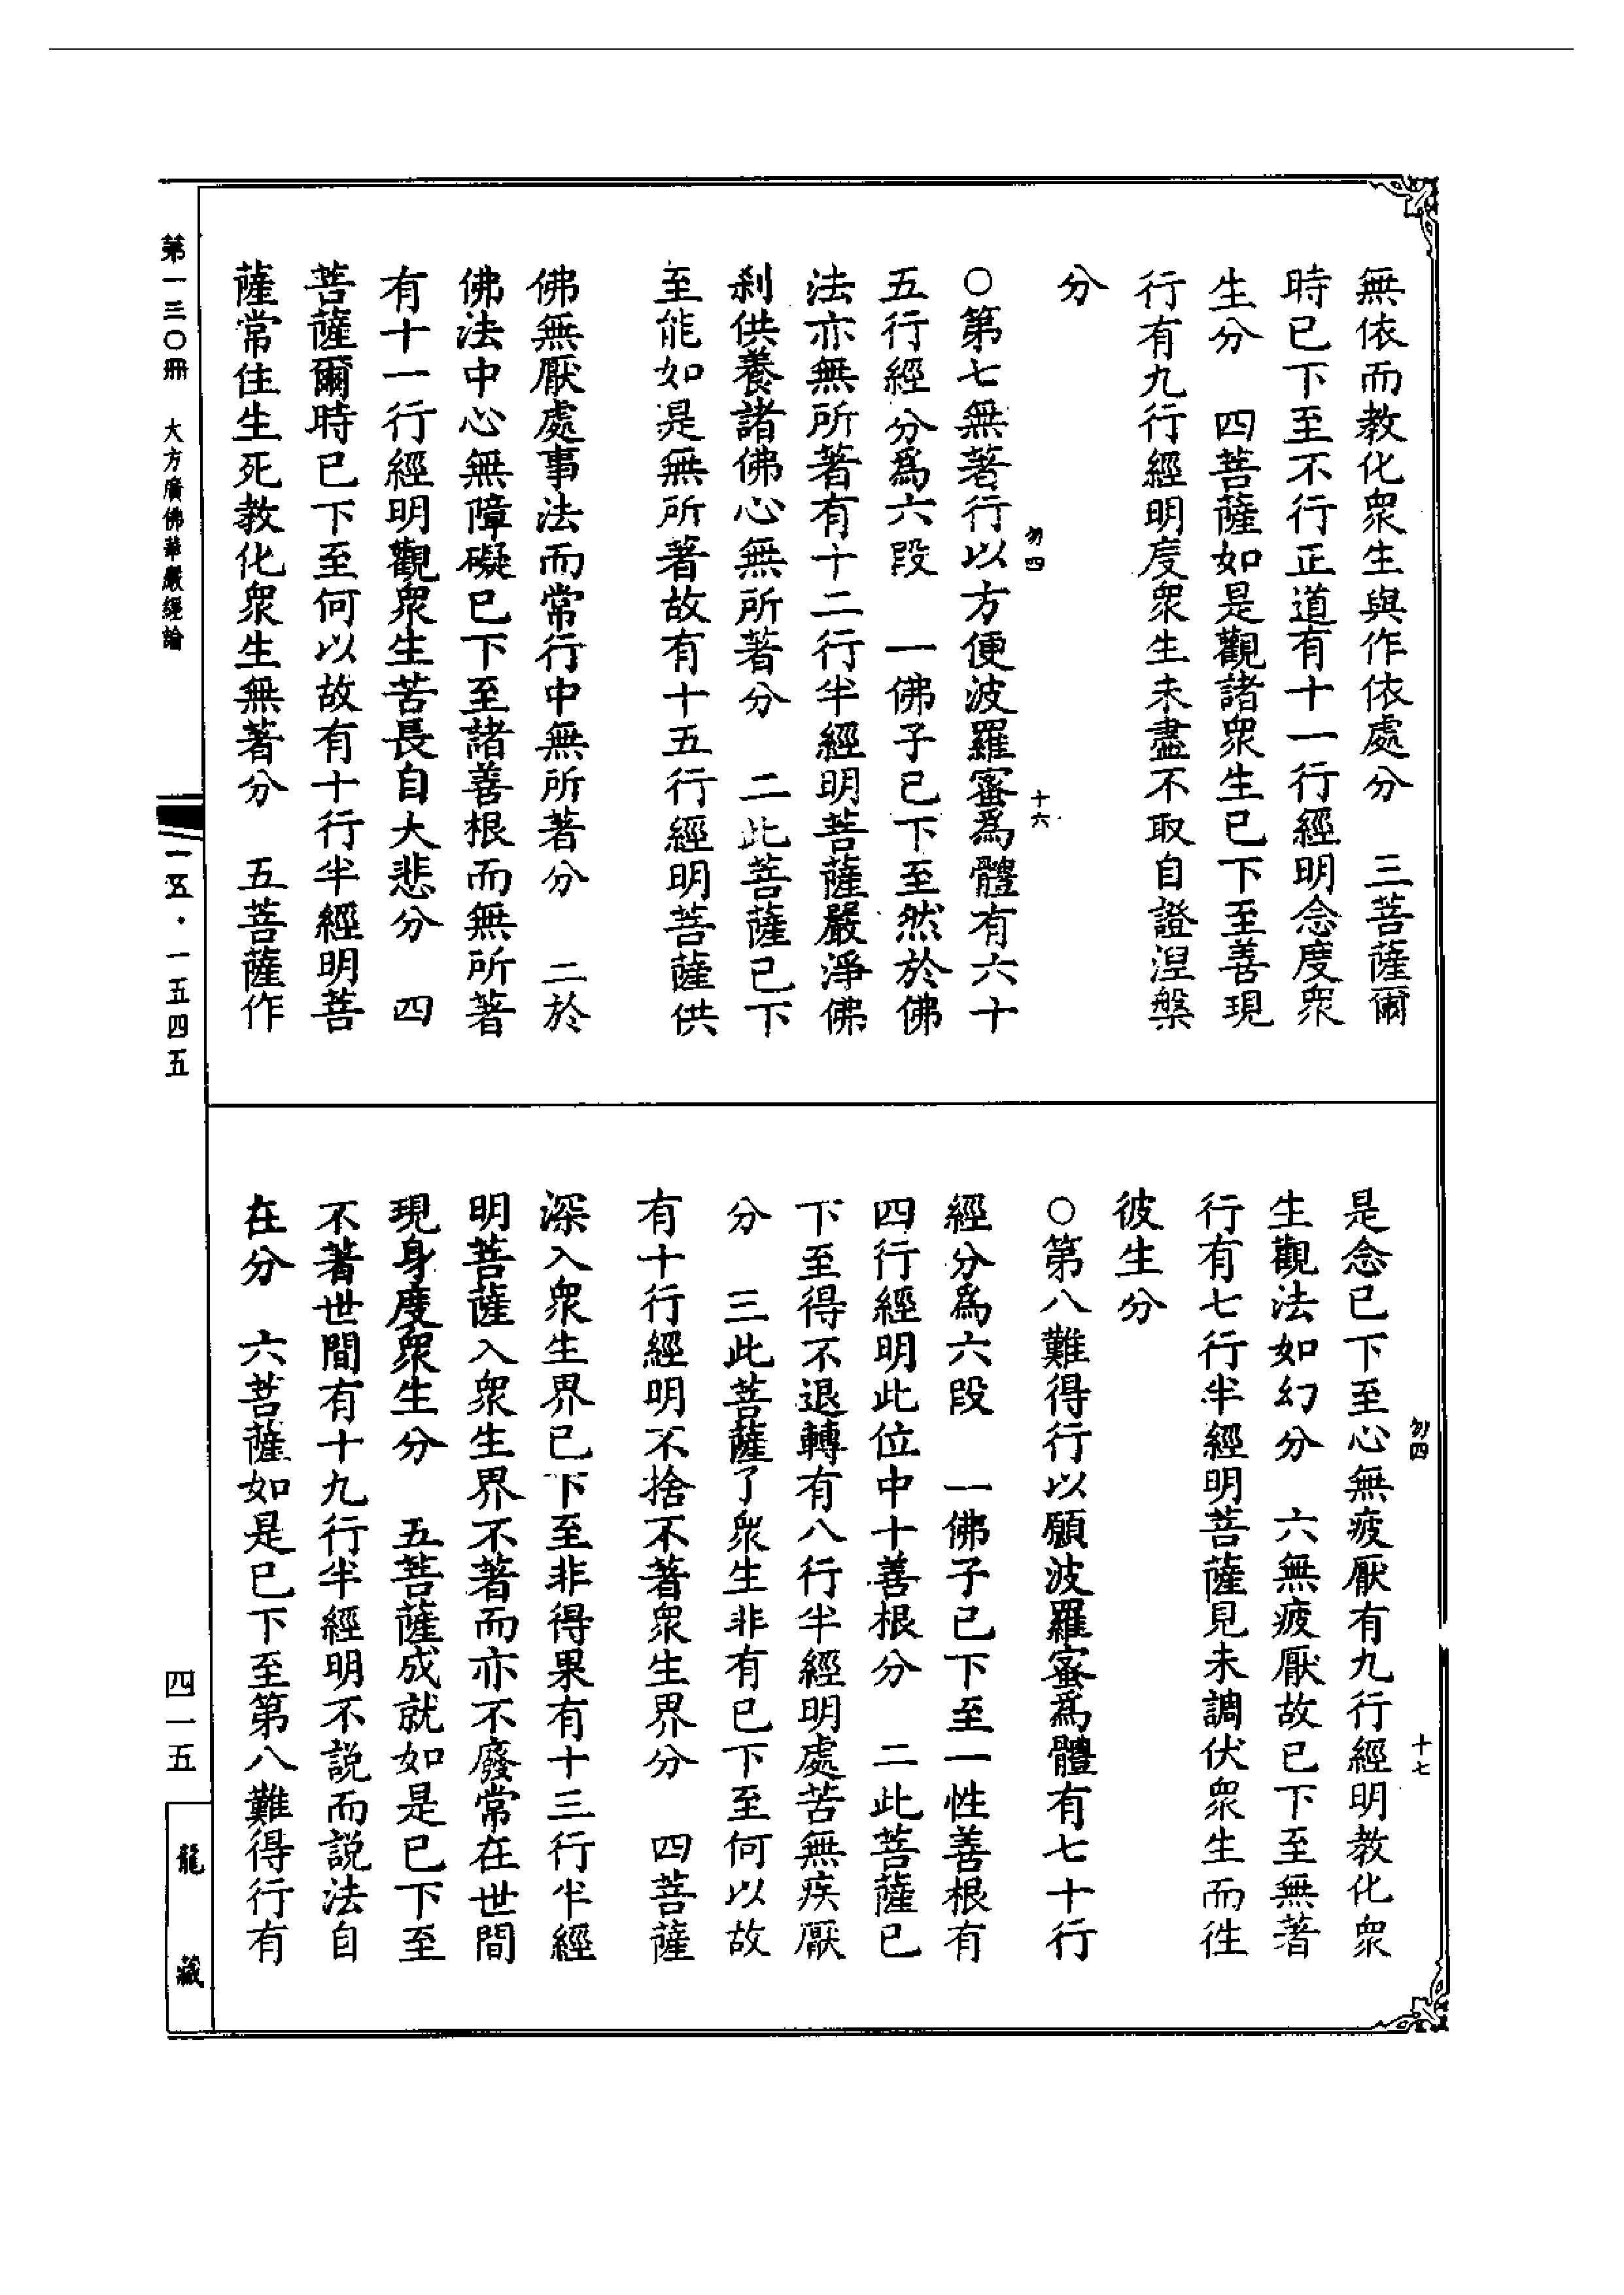 無依而教化衆生與作依處分　三菩薩爾
時已下至不行正道有十一行經明念度衆
生分　四菩薩如是觀諸衆生已下至善現
行有九行經明度衆生未盡不取自證涅槃
分
勿四　十六
○第七無著行以方便波羅蜜爲體有六十
五行經分爲六段　一佛子已下至然於佛
法亦無所著有十二行半經明菩薩嚴淨佛
刹供養諸佛心無所著分　二此菩薩已下
至能如是無所著故有十五行經明菩薩供
佛無厭處事法而常行中無所著分　二於
佛法中心無障礙已下至諸善根而無所著
有十一行經明觀衆生苦長自大悲分　四
菩薩爾時已下至何以故有十行半經明菩
薩常住生死教化衆生無著分　五菩薩作
第一三〇冊　大方廣佛華嚴經論
一五·一五四五
勿四　十七
是念已下至心無疲厭有九行經明教化衆
生觀法如幻分　六無疲厭故已下至無著
行有七行半經明菩薩見未調伏衆生而徃
彼生分
○第八難得行以願波羅蜜爲體有七十行
經分爲六段　一佛子已下至一性善根有
四行經明此位中十善根分　二此菩薩已
下至得不退轉有八行半經明處苦無疾厭
分　三此菩薩了衆生非有已下至何以故
有十行經明不捨不著衆生界分　四菩薩
深入衆生界已下至非得果有十三行半經
明菩薩入衆生界不著而亦不廢常在世間
現身度衆生分　五菩薩成就如是已下至
不著世間有十九行半經明不説而説法自
在分　六菩薩如是已下至第八難得行有
四一五
龍藏